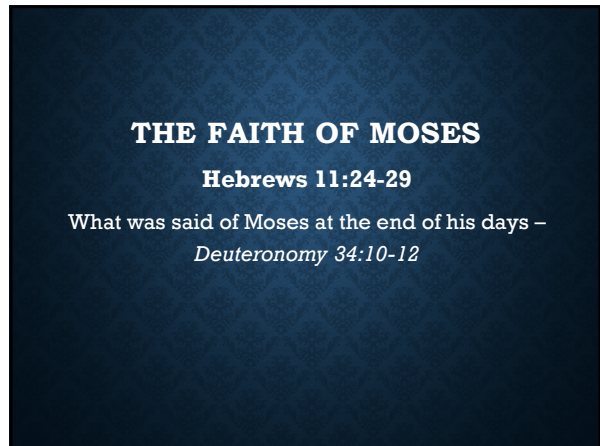 THE FAITH OF MOSES
Hebrews 11:24-29
What was said of Moses at the end of his days –
Deuteronomy 34:10-12